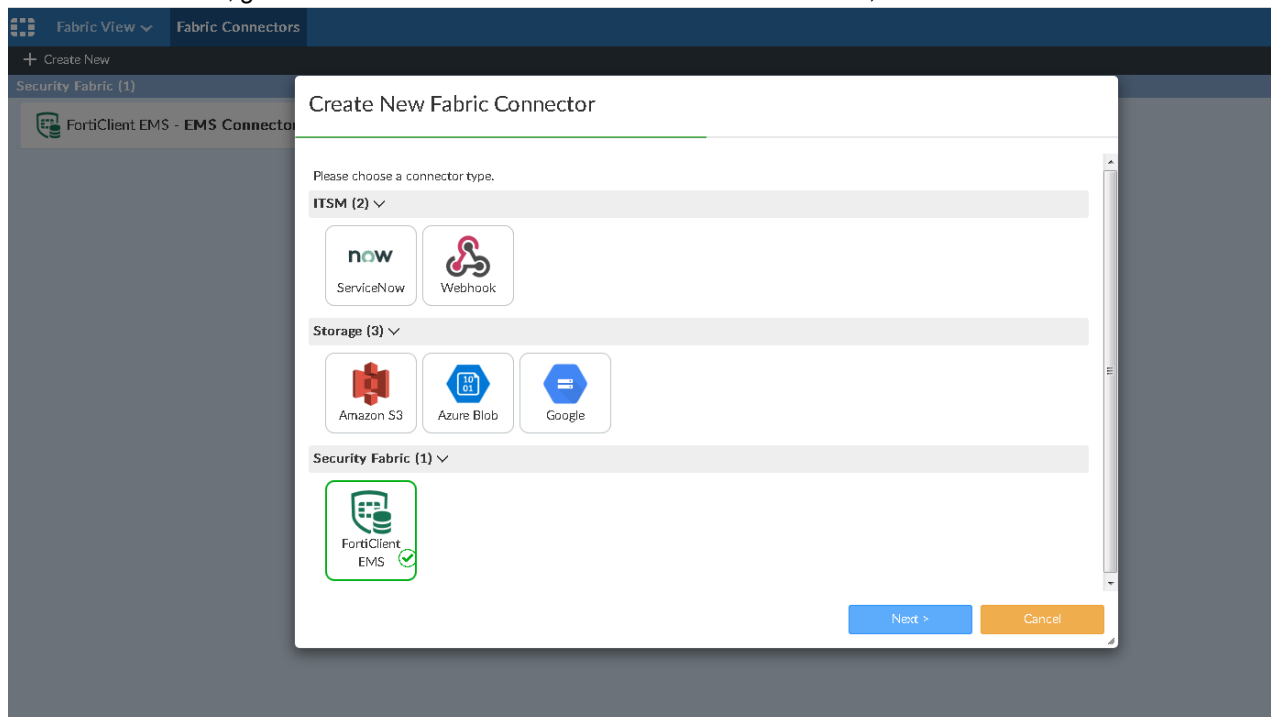 Fabric View Fabric Connectors
+ Create New
Security Fabric (1)
FortiClient EMS - EMS Connector
Create New Fabric Connector
Please choose a connector type.
ITSM (2)
now
ServiceNow
Webhook
Storage (3)
10
01
Amazon S3
Azure Blob
Google
Security Fabric (1)
FortiClient
EMS
Next >
Cancel